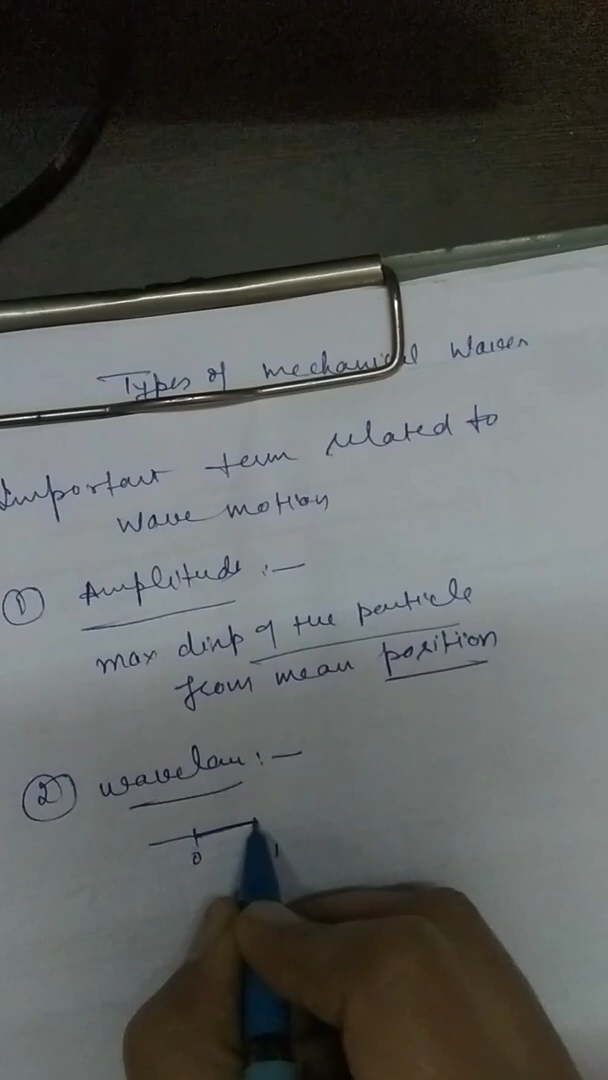 Types of mechanical waves
Important term related to
wave motion
① Amplitude :—
max disp of the particle
from mean position
② wavelan :—
0